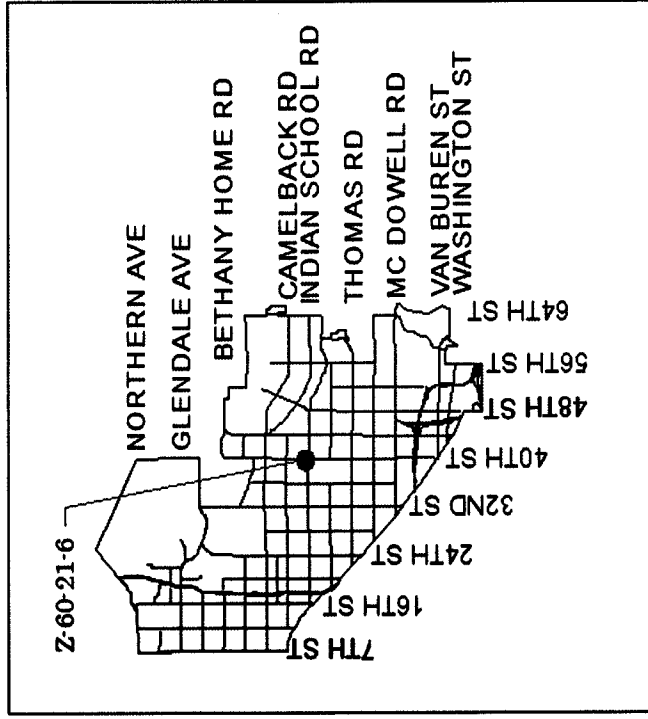 Z-60-21-6
NORTHERN AVE
GLENDALE AVE
BETHANY HOME RD
CAMELBACK RD
INDIAN SCHOOL RD
THOMAS RD
MC DOWELL RD
VAN BUREN ST
WASHINGTON ST
7TH ST
16TH ST
24TH ST
32ND ST
40TH ST
48TH ST
56TH ST
64TH ST